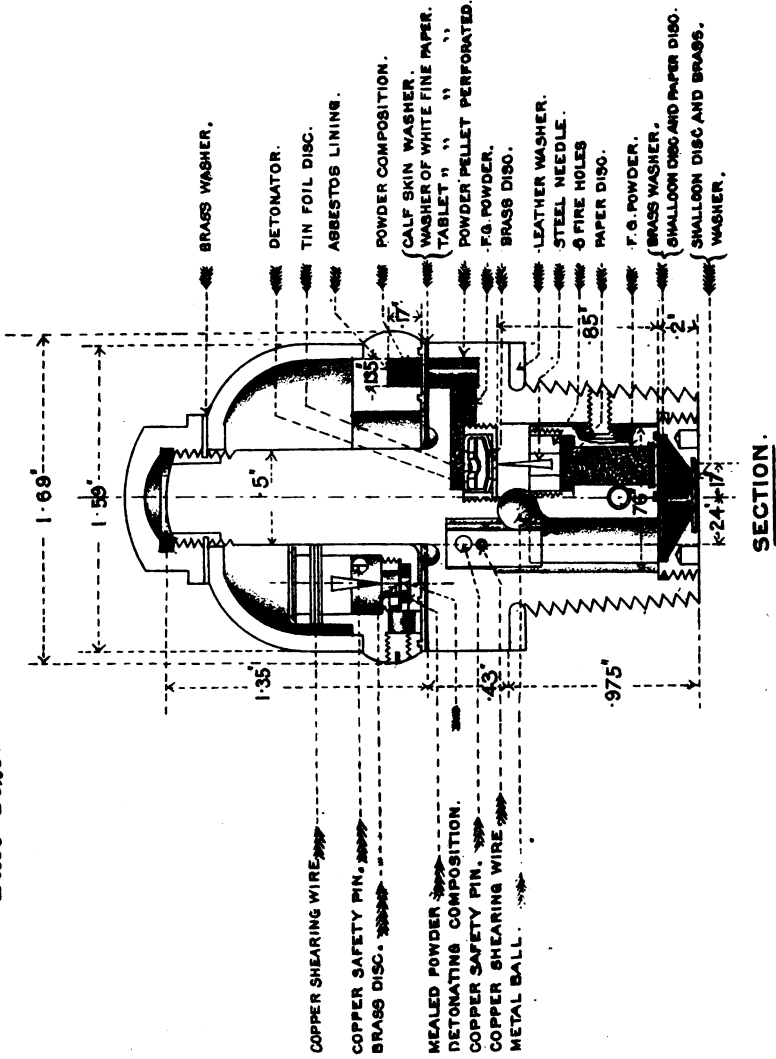 BRASS WASHER.
DETONATOR.
TIN FOIL DISC.
ASBESTOS LINING.
POWDER COMPOSITION.
CALF SKIN WASHER.
WASHER OF WHITE FINE PAPER.
TABLET " " " "
POWDER PELLET PERFORATED.
F.G. POWDER.
BRASS DISC.
LEATHER WASHER.
STEEL NEEDLE.
FIRE HOLES
PAPER DISC.
F.G. POWDER.
BRASS WASHER.
SHALLOON DISC AND PAPER DISC.
SHALLOON DISC AND BRASS.
WASHER.
1·69"
1·59"
·5"
·135"
·17"
·85"
·2"
·76"
·24"
·17"
1·35"
·43"
·975"
COPPER SHEARING WIRE
COPPER SAFETY PIN.
BRASS DISC.
MEALED POWDER
DETONATING COMPOSITION.
COPPER SAFETY PIN.
COPPER SHEARING WIRE
METAL BALL.
SECTION.